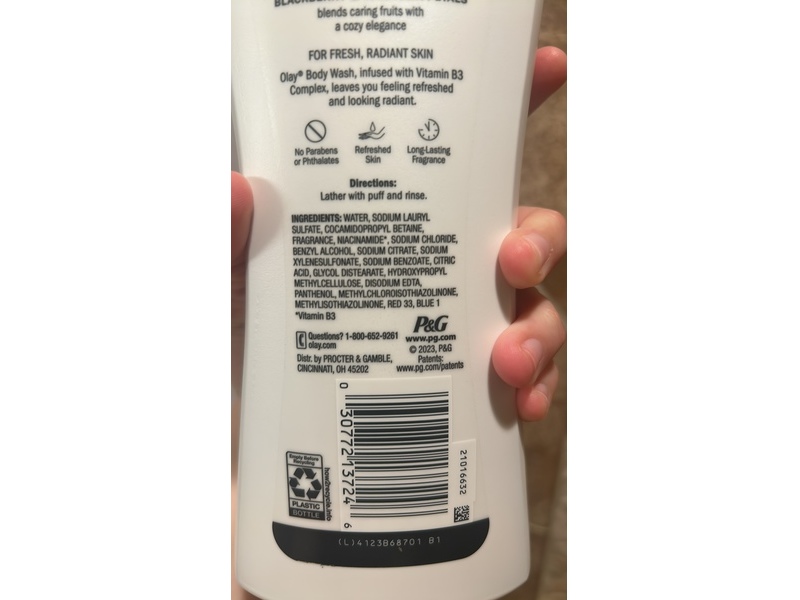 blends caring fruits with
a cozy elegance
FOR FRESH, RADIANT SKIN
Olay® Body Wash, infused with Vitamin B3
Complex, leaves you feeling refreshed
and looking radiant.
No Parabens
or Phthalates
Refreshed
Skin
Long-Lasting
Fragrance
Directions:
Lather with puff and rinse.
INGREDIENTS: WATER, SODIUM LAURYL
SULFATE, COCAMIDOPROPYL BETAINE,
FRAGRANCE, NIACINAMIDE*, SODIUM CHLORIDE,
BENZYL ALCOHOL, SODIUM CITRATE, SODIUM
XYLENESULFONATE, SODIUM BENZOATE, CITRIC
ACID, GLYCOL DISTEARATE, HYDROXYPROPYL
METHYLCELLULOSE, DISODIUM EDTA,
PANTHENOL, METHYLCHLOROISOTHIAZOLINONE,
METHYLISOTHIAZOLINONE, RED 33, BLUE 1
*Vitamin B3
Questions? 1-800-652-9261
olay.com
Distr. by PROCTER & GAMBLE,
CINCINNATI, OH 45202
P&G
www.pg.com
© 2023, P&G
Patents:
www.pg.com/patents
0 30772 13724 6
21016632
Empty Before
Recycling
PLASTIC
BOTTLE
how2recycle.info
(L)4123B68701 B1